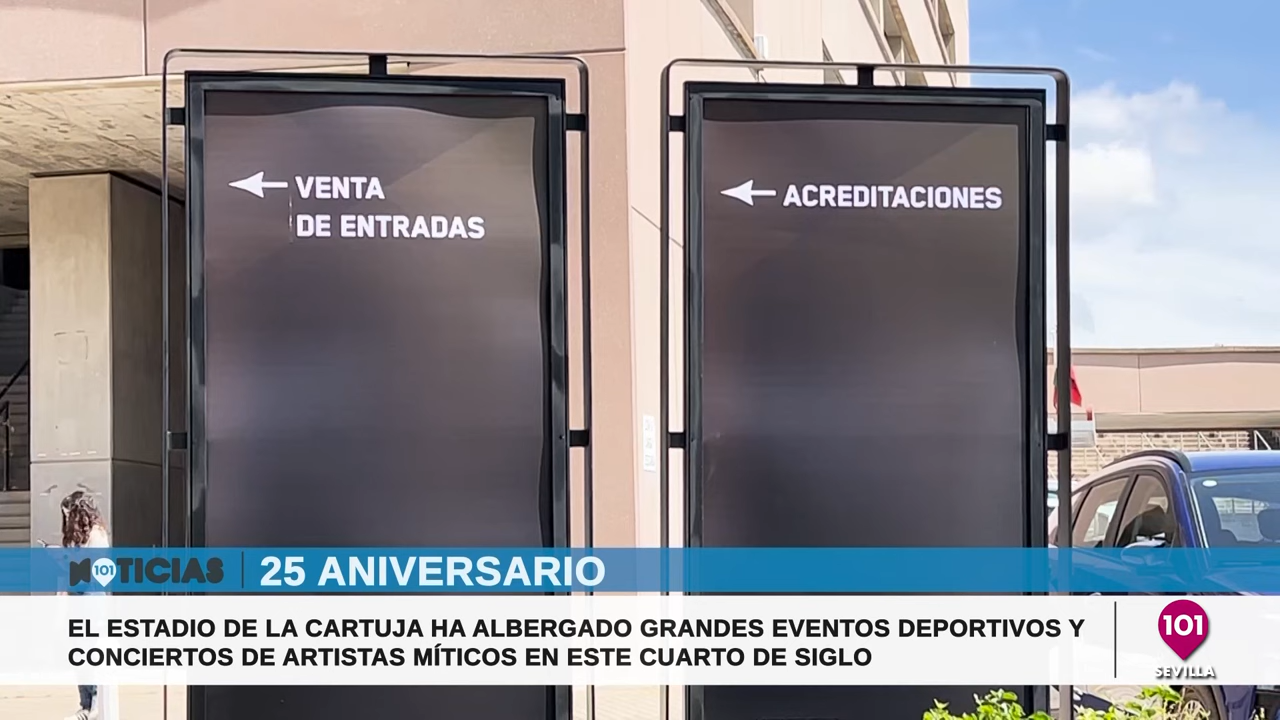 VENTA
DE ENTRADAS
ACREDITACIONES
NOTICIAS 101
25 ANIVERSARIO
EL ESTADIO DE LA CARTUJA HA ALBERGADO GRANDES EVENTOS DEPORTIVOS Y
CONCIERTOS DE ARTISTAS MÍTICOS EN ESTE CUARTO DE SIGLO
101
SEVILLA